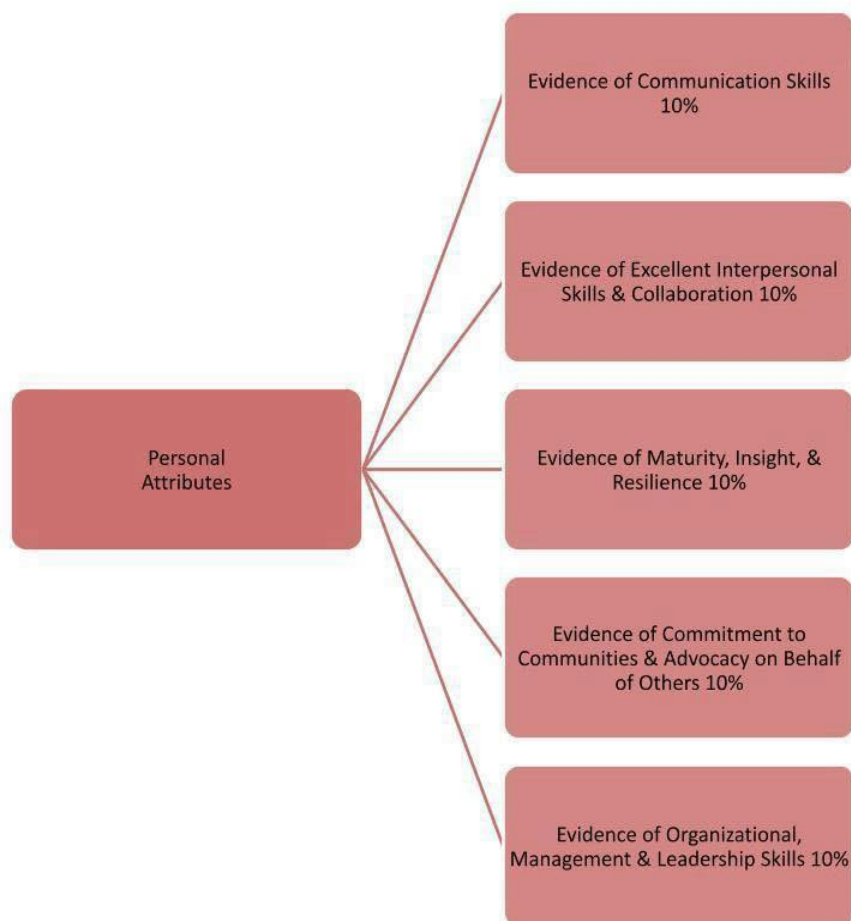 Evidence of Communication Skills
10%
Evidence of Excellent Interpersonal
Skills & Collaboration 10%
Personal
Attributes
Evidence of Maturity, Insight, &
Resilience 10%
Evidence of Commitment to
Communities & Advocacy on Behalf
of Others 10%
Evidence of Organizational,
Management & Leadership Skills 10%